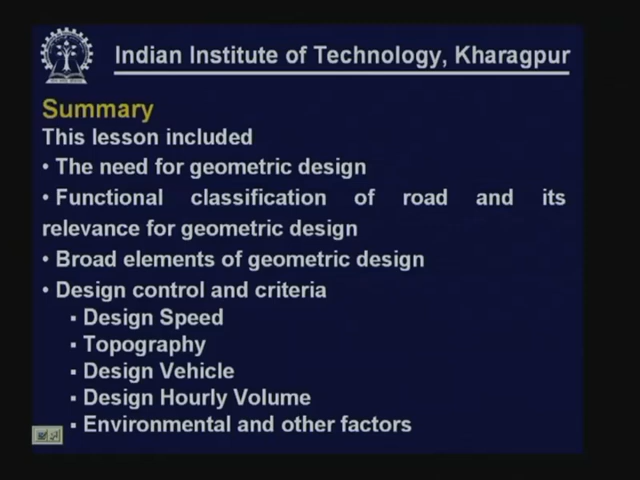 Indian Institute of Technology, Kharagpur
Summary
This lesson included
• The need for geometric design
• Functional classification of road and its
relevance for geometric design
• Broad elements of geometric design
• Design control and criteria
▪ Design Speed
▪ Topography
▪ Design Vehicle
▪ Design Hourly Volume
▪ Environmental and other factors